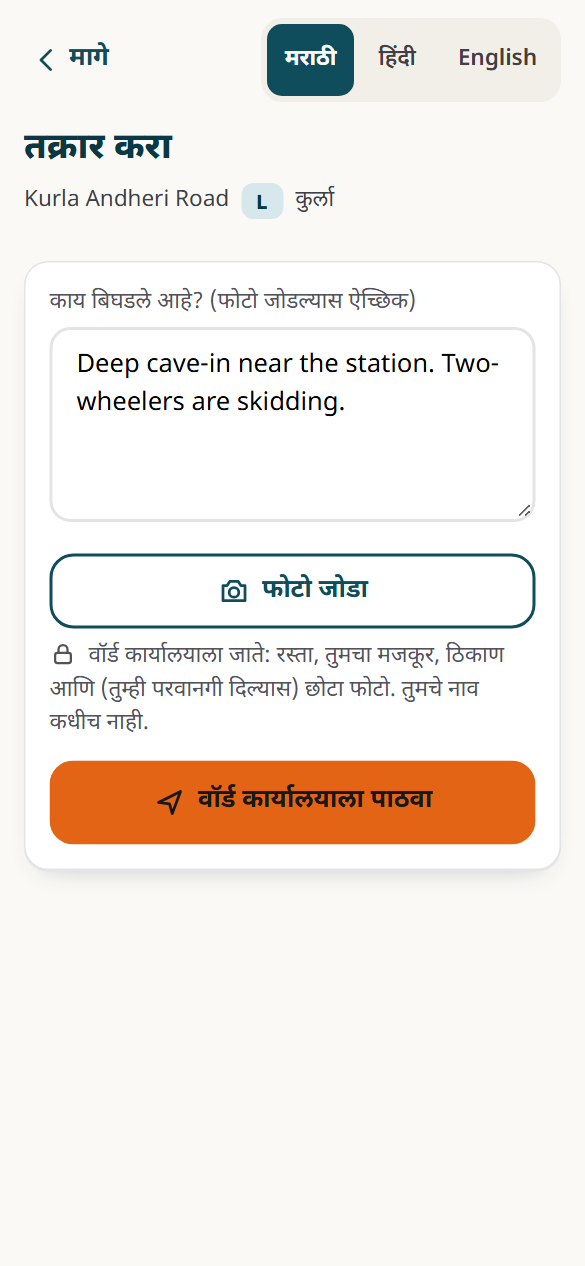 मागे
मराठी
हिंदी
English
तक्रार करा
Kurla Andheri Road L कुर्ला
काय बिघडले आहे? (फोटो जोडल्यास ऐच्छिक)
Deep cave-in near the station. Two-
wheelers are skidding.
फोटो जोडा
वॉर्ड कार्यालयाला जाते: रस्ता, तुमचा मजकूर, ठिकाण
आणि (तुम्ही परवानगी दिल्यास) छोटा फोटो. तुमचे नाव
कधीच नाही.
वॉर्ड कार्यालयाला पाठवा